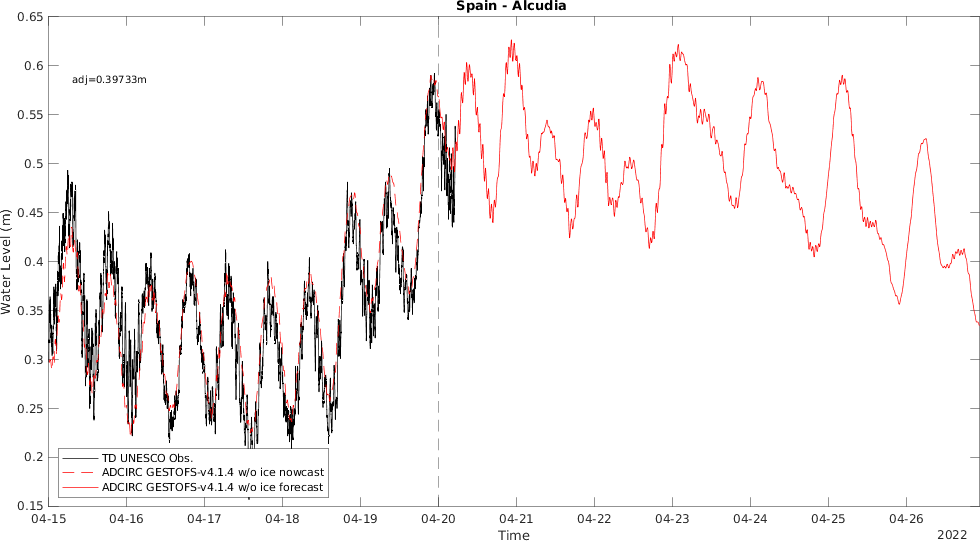 Spain - Alcudia
0.65
0.6
0.55
0.5
0.45
0.4
0.35
0.3
0.25
0.2
0.15
Water Level (m)
adj=0.39733m
TD UNESCO Obs.
ADCIRC GESTOFS-v4.1.4 w/o ice nowcast
ADCIRC GESTOFS-v4.1.4 w/o ice forecast
04-15 04-16 04-17 04-18 04-19 04-20 04-21 04-22 04-23 04-24 04-25 04-26
Time
2022